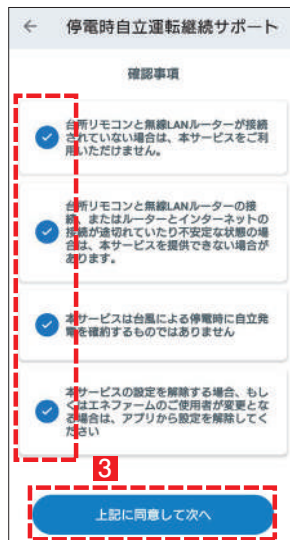 ← 停電時自立運転継続サポート
確認事項
台所リモコンと無線LANルーターが接続
されていない場合は、本サービスをご利
用いただけません。
台所リモコンと無線LANルーターの接
続、またはルーターとインターネットの
接続が途切れていたり不安定な状態の場
合は、本サービスを提供できない場合が
あります。
本サービスは台風による停電時に自立発
電を確約するものではありません
本サービスの設定を解除する場合、もし
くはエネファームのご使用者が変更とな
る場合は、アプリから設定を解除してく
ださい
3
上記に同意して次へ